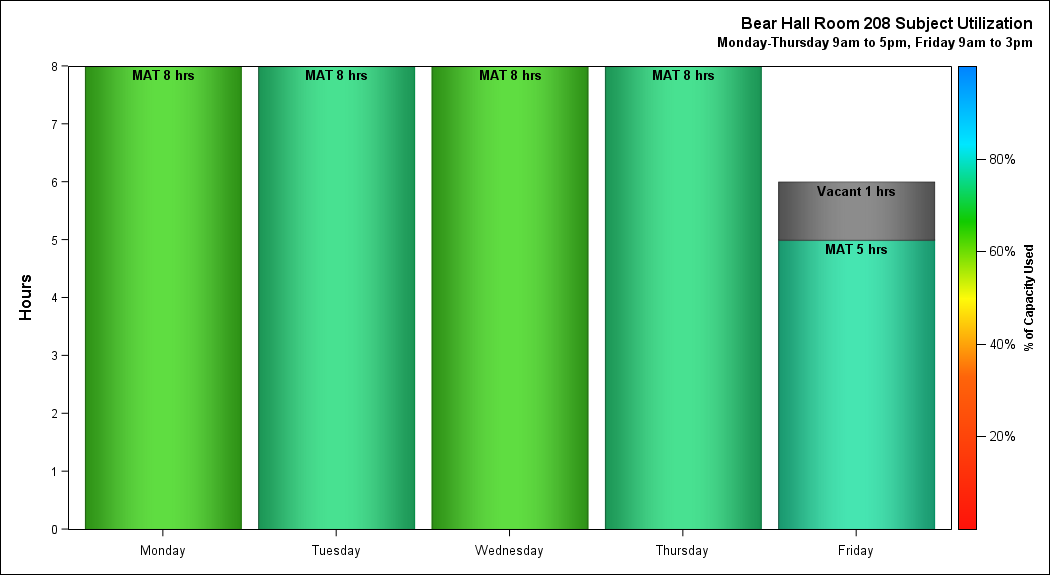 Bear Hall Room 208 Subject Utilization
Monday-Thursday 9am to 5pm, Friday 9am to 3pm
8
7
6
5
4
3
2
1
0
Hours
MAT 8 hrs
MAT 8 hrs
MAT 8 hrs
MAT 8 hrs
Vacant 1 hrs
MAT 5 hrs
Monday
Tuesday
Wednesday
Thursday
Friday
80%
60%
40%
20%
% of Capacity Used